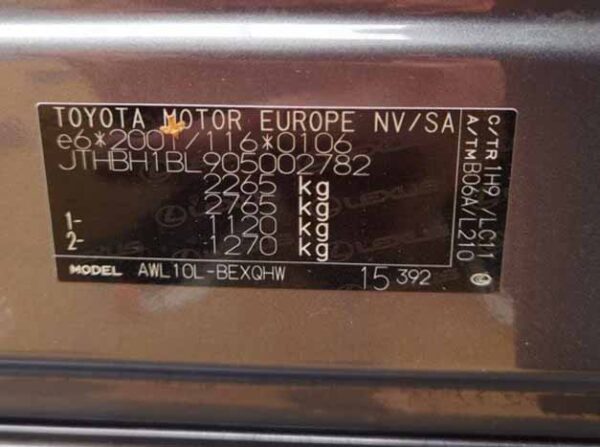 TOYOTA MOTOR EUROPE NV/SA
e6*2001/116*0106
JTHBH1BL905002782
2265 kg
2765 kg
1- 1120 kg
2- 1270 kg
MODEL AWL10L-BEXQHW 15 392
C/TR 1H9 /LC11
A/TM B06A/L210